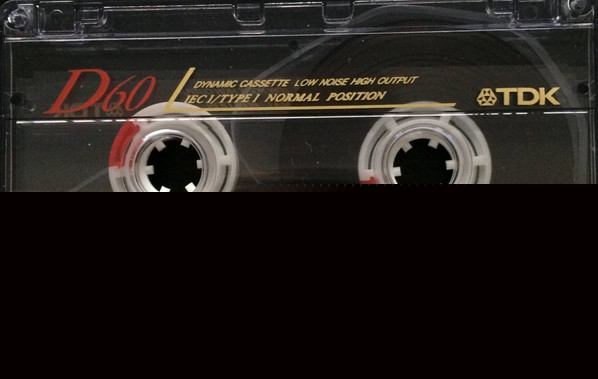 D60
DYNAMIC CASSETTE LOW NOISE HIGH OUTPUT
IEC I/TYPE I NORMAL POSITION
TDK